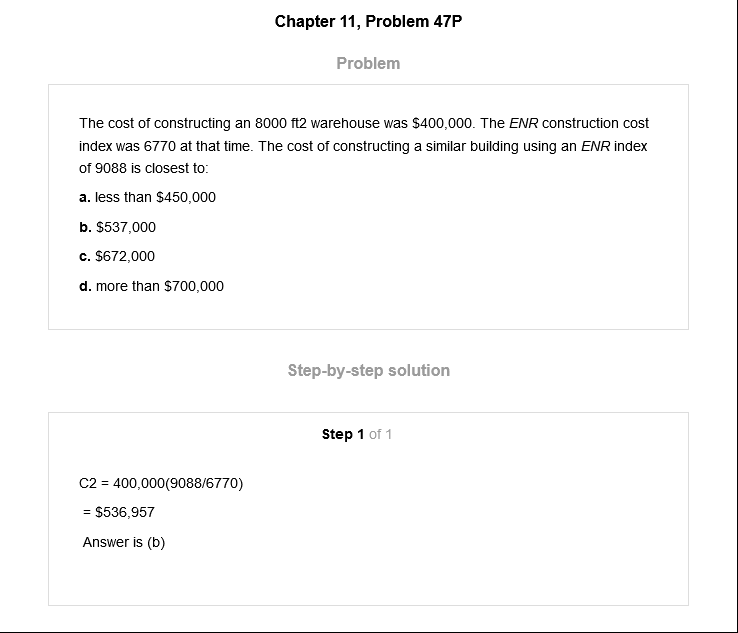 Chapter 11, Problem 47P
Problem
The cost of constructing an 8000 ft2 warehouse was $400,000. The ENR construction cost
index was 6770 at that time. The cost of constructing a similar building using an ENR index
of 9088 is closest to:
a. less than $450,000
b. $537,000
c. $672,000
d. more than $700,000
Step-by-step solution
Step 1 of 1
C2 = 400,000(9088/6770)
= $536,957
Answer is (b)